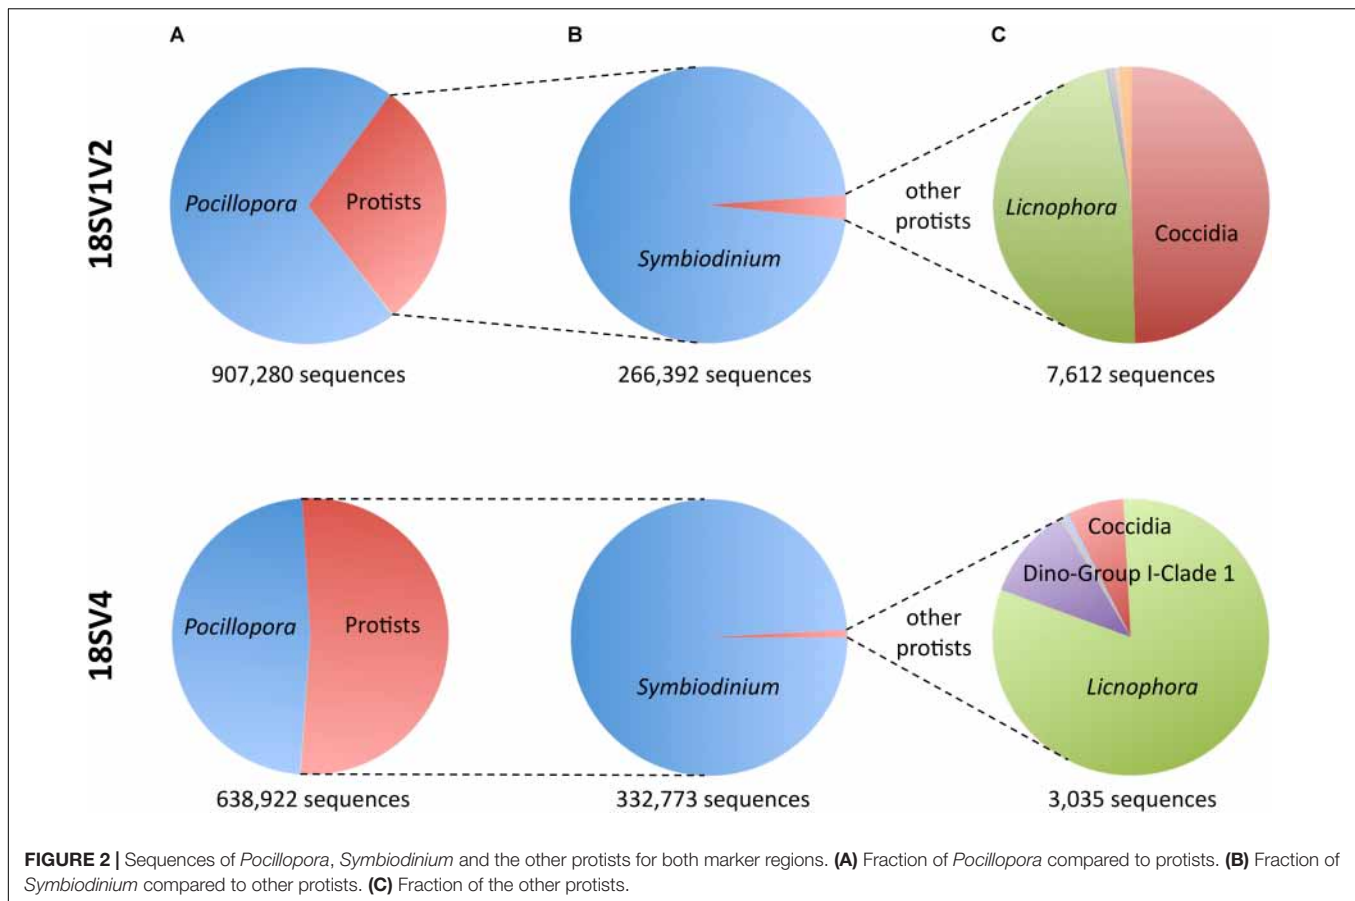 A
B
C
18SV1V2
Pocillopora
Protists
Symbiodinium
other
protists
Licnophora
Coccidia
907,280 sequences
266,392 sequences
7,612 sequences
18SV4
Pocillopora
Protists
Symbiodinium
other
protists
Coccidia
Dino-Group I-Clade 1
Licnophora
638,922 sequences
332,773 sequences
3,035 sequences
FIGURE 2 | Sequences of Pocillopora, Symbiodinium and the other protists for both marker regions. (A) Fraction of Pocillopora compared to protists. (B) Fraction of
Symbiodinium compared to other protists. (C) Fraction of the other protists.